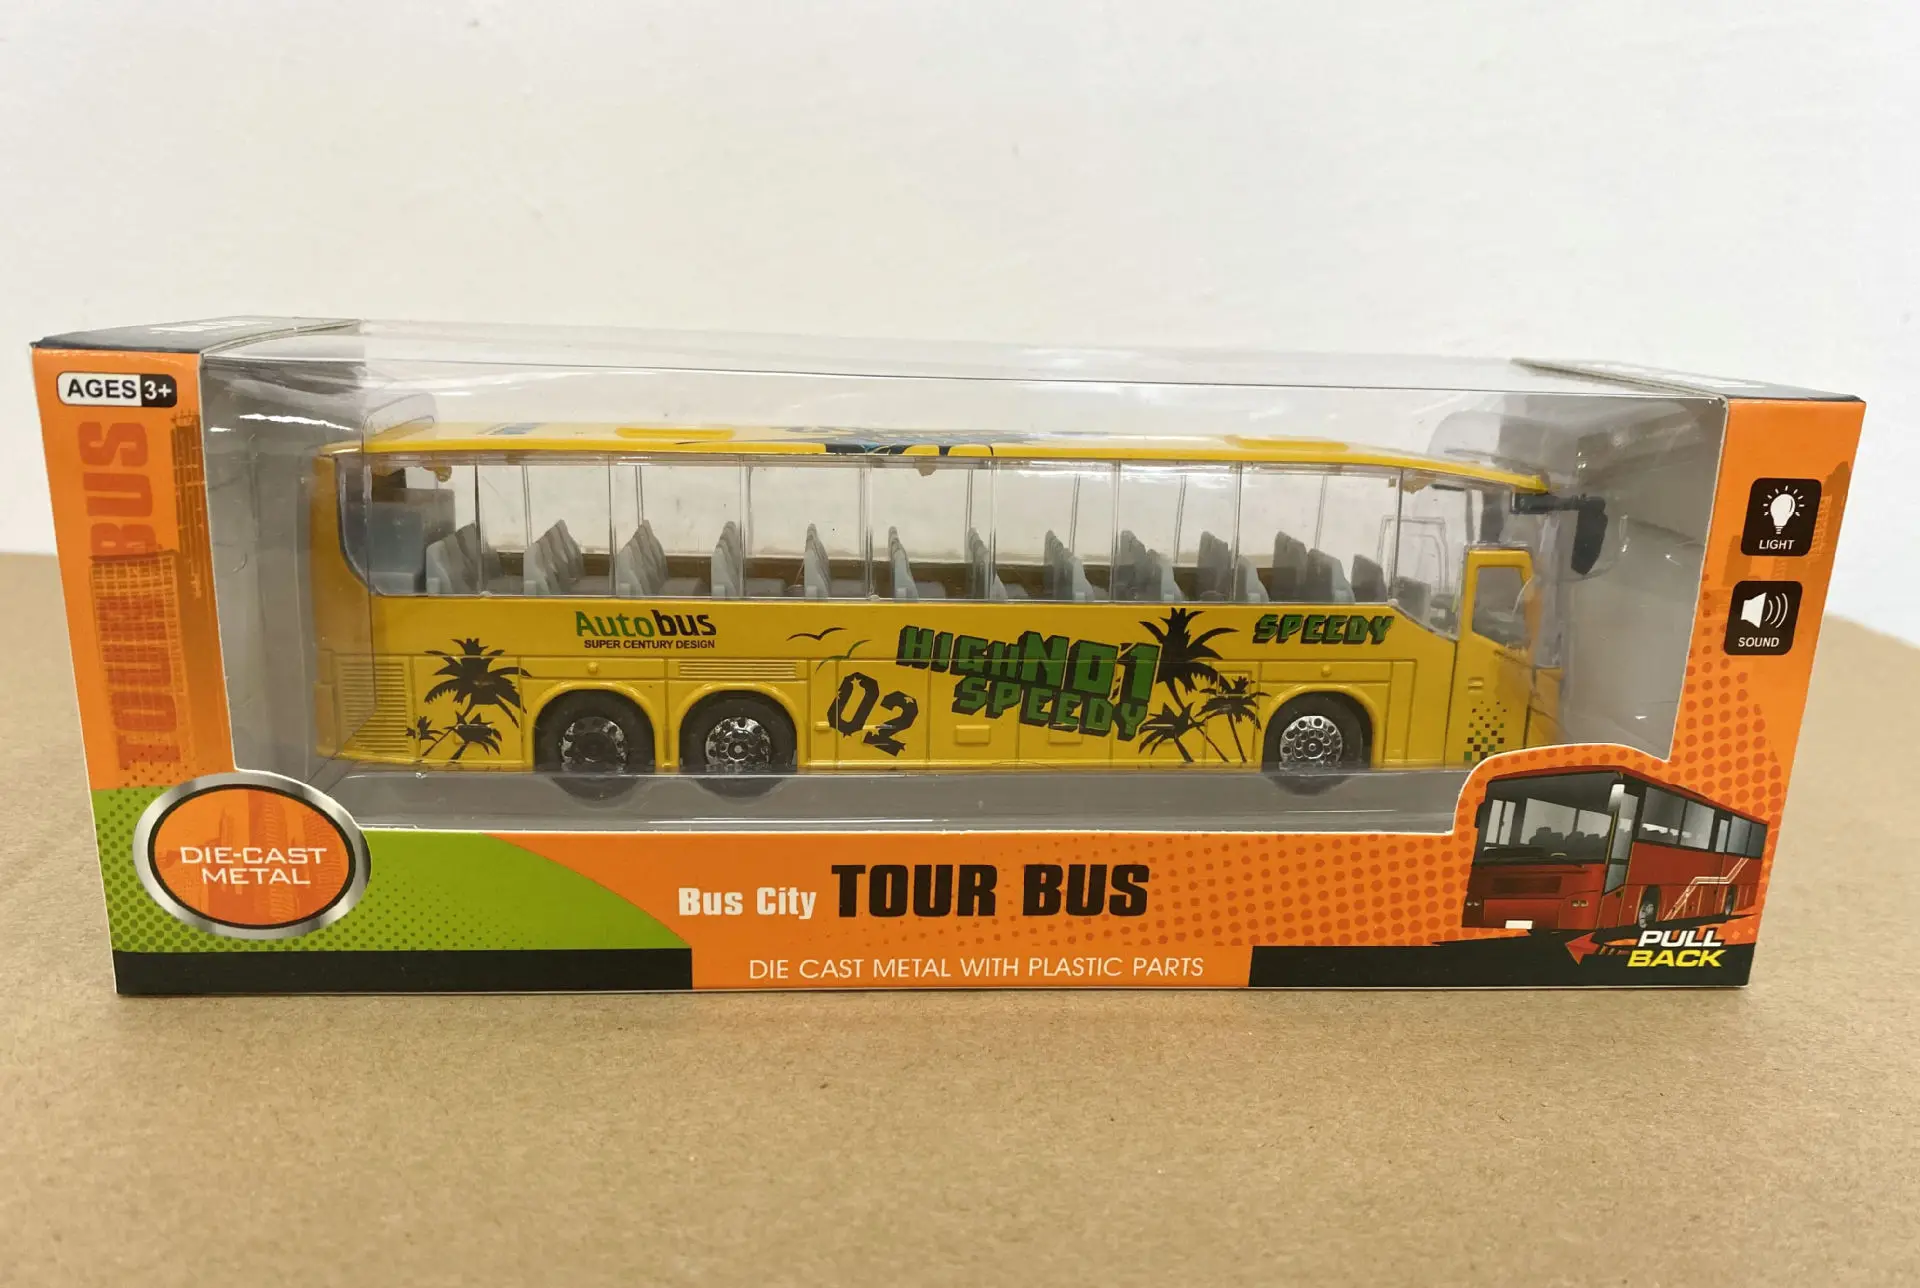 AGES 3+
TOUR BUS
Autobus
SUPER CENTURY DESIGN
02
HIGH NO1
SPEEDY
SPEEDY
LIGHT
SOUND
DIE-CAST
METAL
Bus City TOUR BUS
DIE CAST METAL WITH PLASTIC PARTS
PULL
BACK